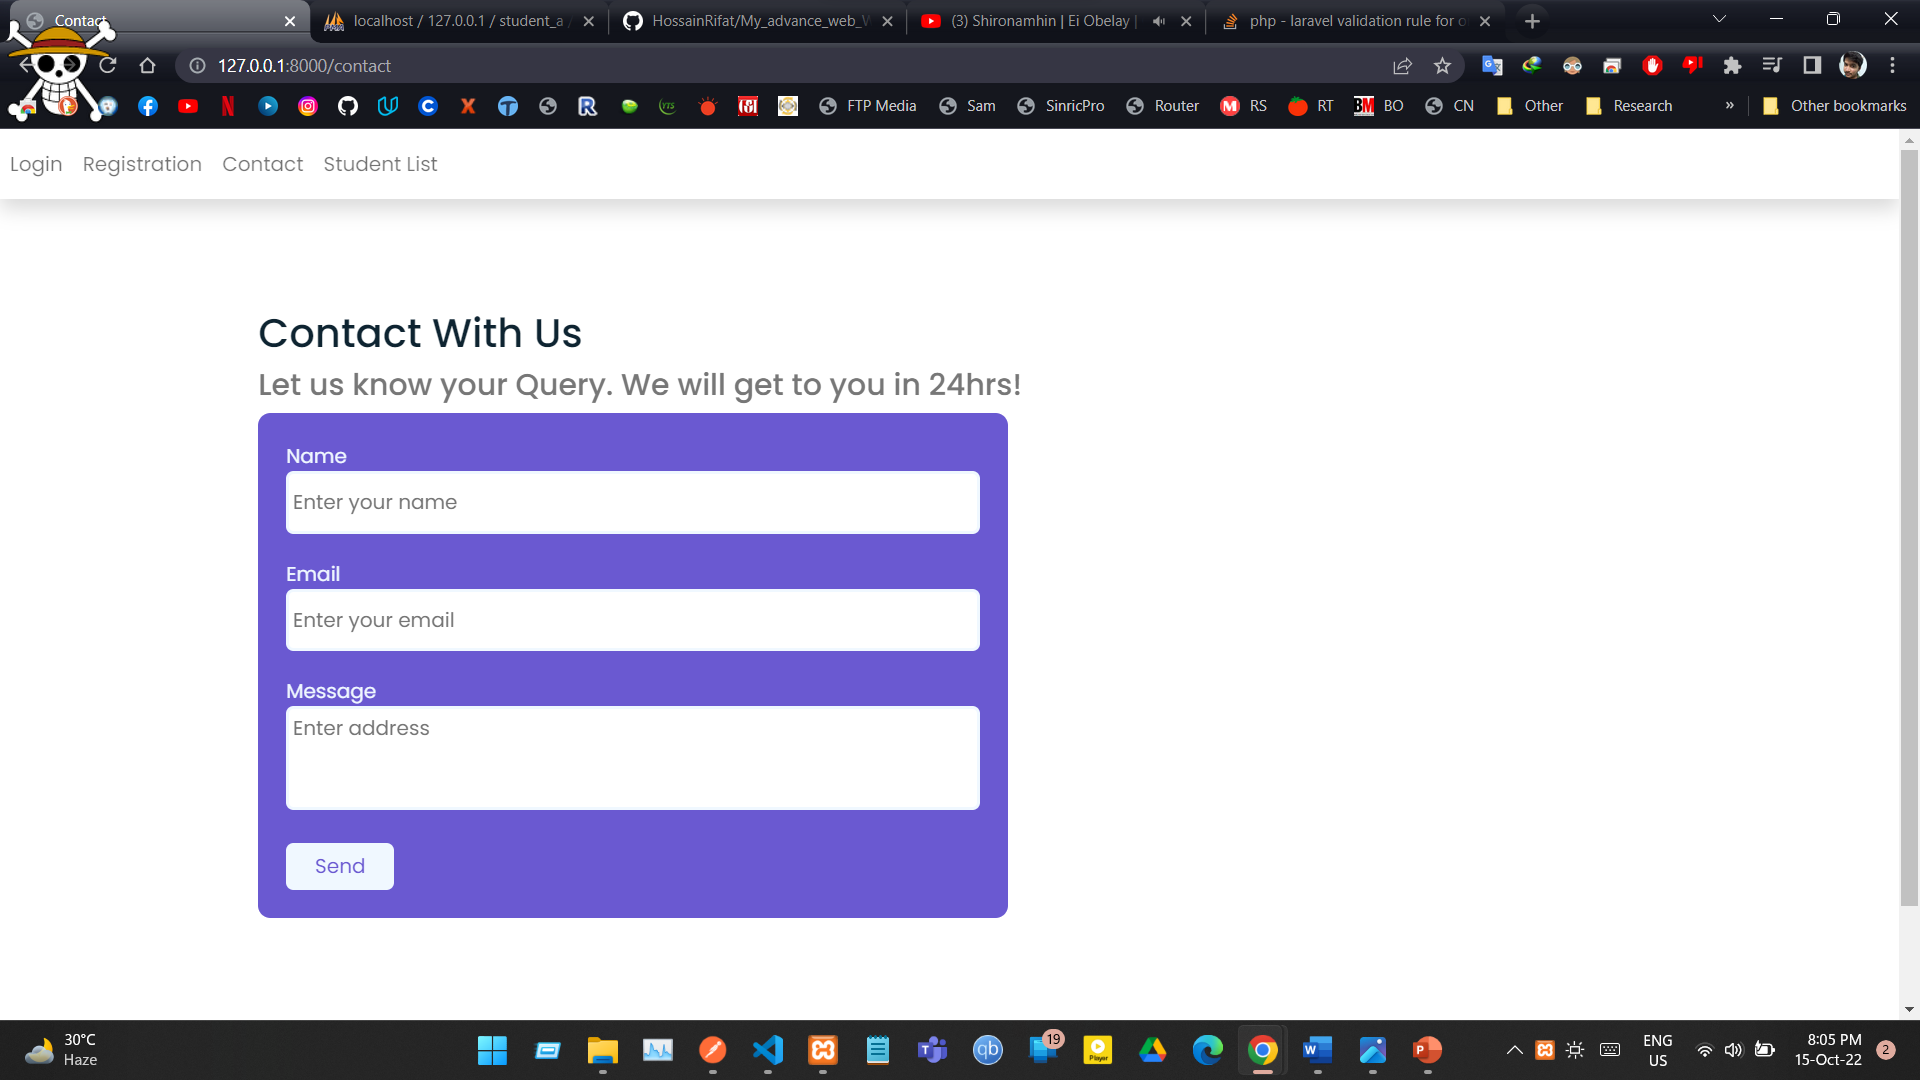 Contact
localhost / 127.0.0.1 / student_a
HossainRifat/My_advance_web_W
(3) Shironamhin | Ei Obelay |
php - laravel validation rule for o
127.0.0.1:8000/contact
FTP Media
Sam
SinricPro
Router
RS
RT
BM BO
CN
Other
Research
»
Other bookmarks
Login Registration Contact Student List
Contact With Us
Let us know your Query. We will get to you in 24hrs!
Name
Enter your name
Email
Enter your email
Message
Enter address
Send
30°C
Haze
19
ENG
US
8:05 PM
15-Oct-22
2